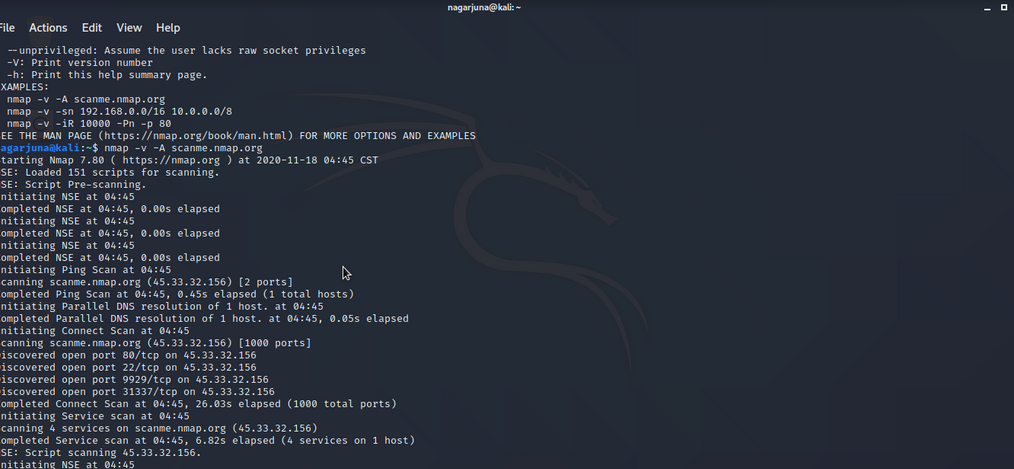 nagarjuna@kali: ~
File Actions Edit View Help
--unprivileged: Assume the user lacks raw socket privileges
-V: Print version number
-h: Print this help summary page.
XAMPLES:
nmap -v -A scanme.nmap.org
nmap -v -sn 192.168.0.0/16 10.0.0.0/8
nmap -v -iR 10000 -Pn -p 80
EE THE MAN PAGE (https://nmap.org/book/man.html) FOR MORE OPTIONS AND EXAMPLES
agarjuna@kali:~$ nmap -v -A scanme.nmap.org
tarting Nmap 7.80 ( https://nmap.org ) at 2020-11-18 04:45 CST
SE: Loaded 151 scripts for scanning.
SE: Script Pre-scanning.
nitiating NSE at 04:45
ompleted NSE at 04:45, 0.00s elapsed
nitiating NSE at 04:45
ompleted NSE at 04:45, 0.00s elapsed
nitiating NSE at 04:45
ompleted NSE at 04:45, 0.00s elapsed
nitiating Ping Scan at 04:45
canning scanme.nmap.org (45.33.32.156) [2 ports]
ompleted Ping Scan at 04:45, 0.45s elapsed (1 total hosts)
nitiating Parallel DNS resolution of 1 host. at 04:45
ompleted Parallel DNS resolution of 1 host. at 04:45, 0.05s elapsed
nitiating Connect Scan at 04:45
canning scanme.nmap.org (45.33.32.156) [1000 ports]
iscovered open port 80/tcp on 45.33.32.156
iscovered open port 22/tcp on 45.33.32.156
iscovered open port 9929/tcp on 45.33.32.156
iscovered open port 31337/tcp on 45.33.32.156
ompleted Connect Scan at 04:45, 26.03s elapsed (1000 total ports)
nitiating Service scan at 04:45
canning 4 services on scanme.nmap.org (45.33.32.156)
ompleted Service scan at 04:45, 6.82s elapsed (4 services on 1 host)
SE: Script scanning 45.33.32.156.
nitiating NSE at 04:45